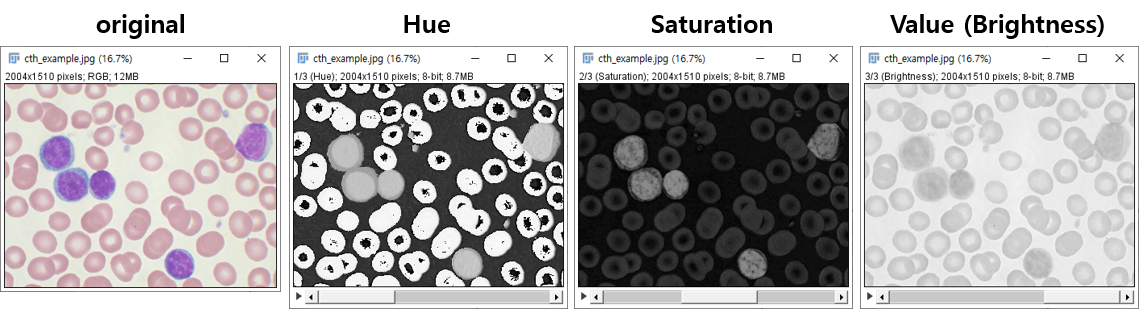 original
Hue
Saturation
Value (Brightness)
cth_example.jpg (16.7%)
2004x1510 pixels; RGB; 12MB
cth_example.jpg (16.7%)
1/3 (Hue); 2004x1510 pixels; 8-bit; 8.7MB
cth_example.jpg (16.7%)
2/3 (Saturation); 2004x1510 pixels; 8-bit; 8.7MB
cth_example.jpg (16.7%)
3/3 (Brightness); 2004x1510 pixels; 8-bit; 8.7MB